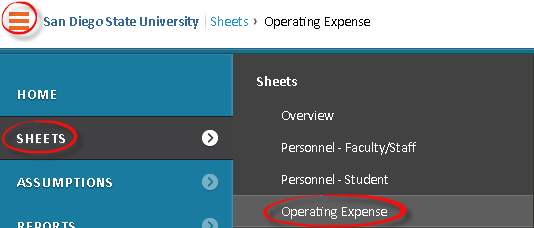 San Diego State University Sheets › Operating Expense
HOME
SHEETS
ASSUMPTIONS
REPORTS
Sheets
Overview
Personnel - Faculty/Staff
Personnel - Student
Operating Expense